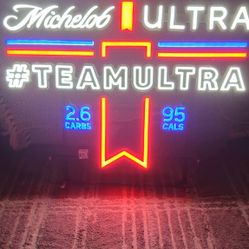 Michelob ULTRA
#TEAMULTRA
2.6 95
CARBS CALS